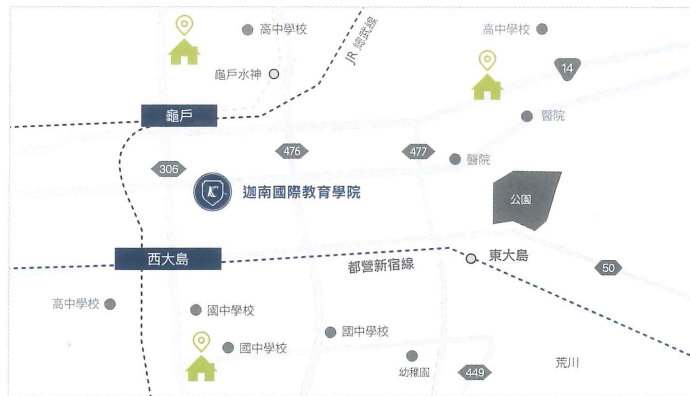 高中學校
JR 總武線
高中學校
14
龜戶水神
龜戶
醫院
476
477
醫院
306
迦南國際教育學院
公園
西大島
都營新宿線
東大島
50
高中學校
國中學校
國中學校
國中學校
幼稚園
449
荒川